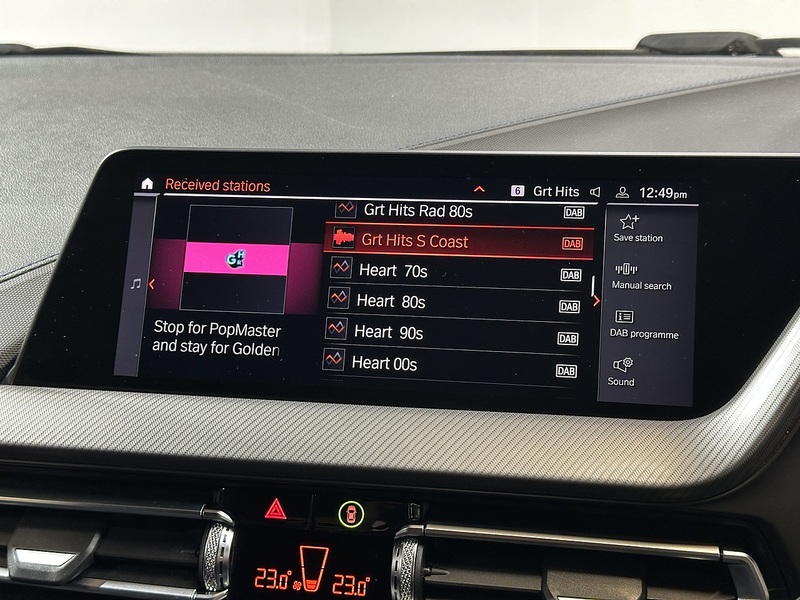 Received stations
6 Grt Hits
12:49pm
Grt Hits Rad 80s DAB
Grt Hits S Coast DAB
Heart 70s DAB
Heart 80s DAB
Heart 90s DAB
Heart 00s DAB
GHR
Stop for PopMaster
and stay for Golden
Save station
Manual search
DAB programme
Sound
23.0° 23.0°